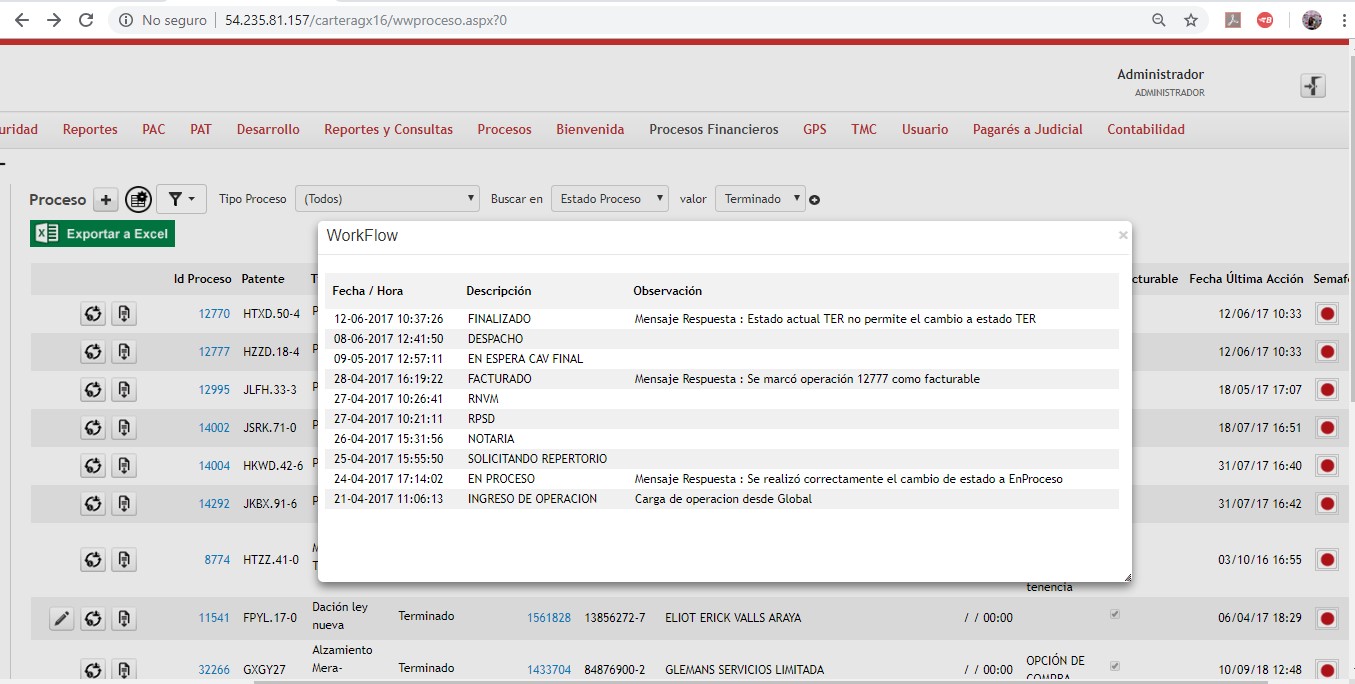 No seguro | 54.235.81.157/carteragx16/wwproceso.aspx?0
Administrador
ADMINISTRADOR
uridad Reportes PAC PAT Desarrollo Reportes y Consultas Procesos Bienvenida Procesos Financieros GPS TMC Usuario Pagarés a Judicial Contabilidad
Proceso Tipo Proceso (Todos) Buscar en Estado Proceso valor Terminado
Exportar a Excel
WorkFlow ×
Fecha / Hora Descripción Observación
12-06-2017 10:37:26 FINALIZADO Mensaje Respuesta : Estado actual TER no permite el cambio a estado TER
08-06-2017 12:41:50 DESPACHO
09-05-2017 12:57:11 EN ESPERA CAV FINAL
28-04-2017 16:19:22 FACTURADO Mensaje Respuesta : Se marcó operación 12777 como facturable
27-04-2017 10:26:41 RNVM
27-04-2017 10:21:11 RPSD
26-04-2017 15:31:56 NOTARIA
25-04-2017 15:55:50 SOLICITANDO REPERTORIO
24-04-2017 17:14:02 EN PROCESO Mensaje Respuesta : Se realizó correctamente el cambio de estado a EnProceso
21-04-2017 11:06:13 INGRESO DE OPERACION Carga de operacion desde Global
Id Proceso Patente T cturable Fecha Última Acción Semafo
12770 HTXD.50-4 P 12/06/17 10:33
12777 HZZD.18-4 P 12/06/17 10:33
12995 JLFH.33-3 P 18/05/17 17:07
14002 JSRK.71-0 P 18/07/17 16:51
14004 HKWD.42-6 P 31/07/17 16:40
14292 JKBX.91-6 P 31/07/17 16:42
8774 HTZZ.41-0 M T tenencia 03/10/16 16:55
11541 FPYL.17-0 Dación ley nueva Terminado 1561828 13856272-7 ELIOT ERICK VALLS ARAYA / / 00:00 06/04/17 18:29
32266 GXGY27 Alzamiento Mera- Terminado 1433704 84876900-2 GLEMANS SERVICIOS LIMITADA / / 00:00 OPCIÓN DE COMPRA 10/09/18 12:48